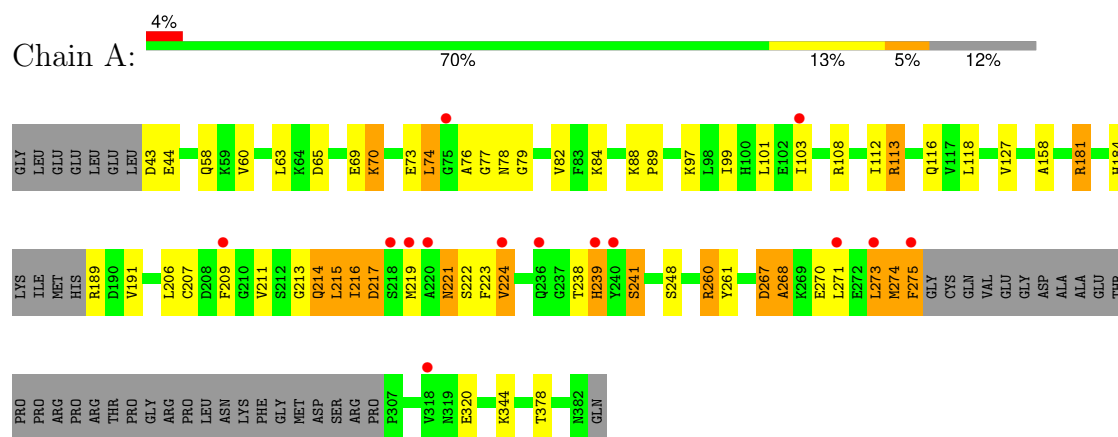 4%
Chain A:
70% 13% 5% 12%
GLY LEU GLU GLU LEU GLU LEU D43 E44 Q58 K59 V60 L63 K64 D65 E69 K70 E73 L74 G75 A76 G77 N78 G79 V82 F83 K84 K88 P89 K97 L98 I99 H100 L101 E102 I103 R108 I112 R113 Q116 V117 L118 V127 A158 R181 H184
LYS ILE MET HIS R189 D190 V191 L206 C207 D208 F209 G210 V211 S212 G213 Q214 L215 I216 D217 S218 M219 A220 N221 S222 F223 V224 Q236 G237 T238 H239 Y240 S241 S248 R260 Y261 D267 A268 K269 E270 L271 E272 L273 M274 F275 GLY CYS GLN VAL GLU GLY ASP ALA ALA GLU THR
PRO PRO ARG PRO ARG THR PRO GLY ARG PRO LEU ASN LYS PHE GLY MET ASP SER ARG PRO P307 V318 N319 E320 K344 T378 N382 GLN